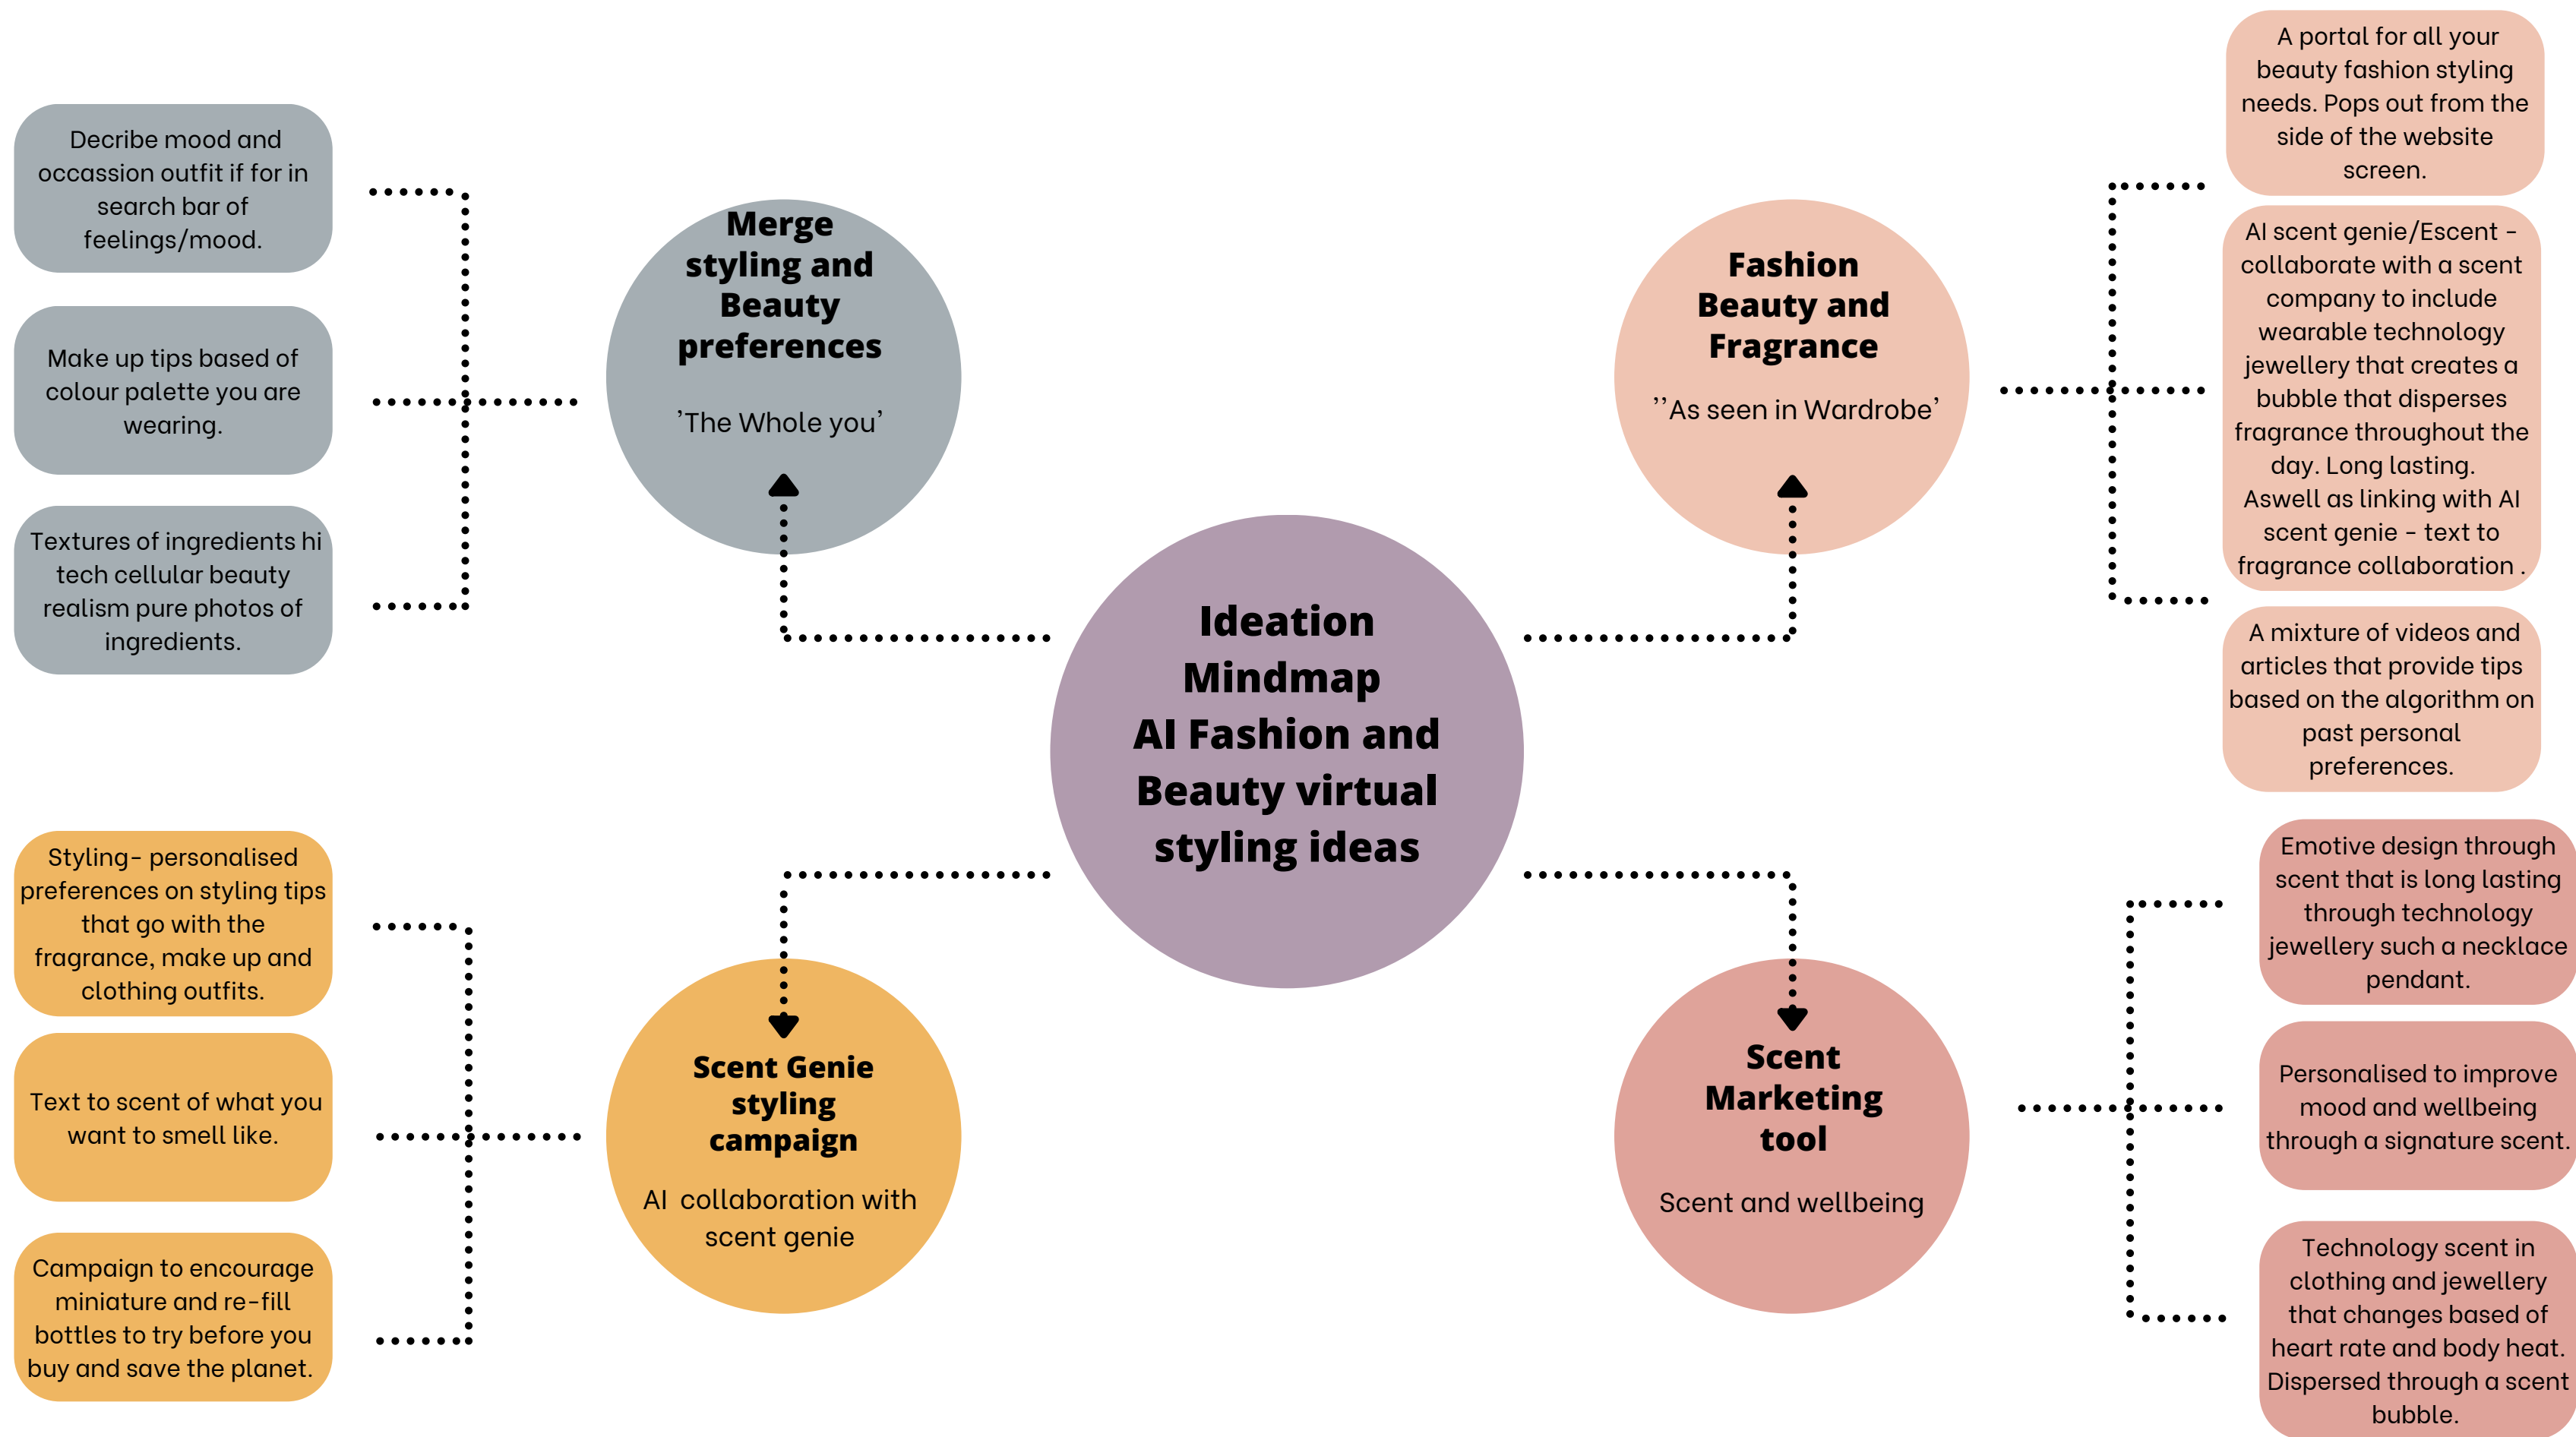 Ideation
Mindmap
AI Fashion and
Beauty virtual
styling ideas
Merge
styling and
Beauty
preferences
'The Whole you'
Decribe mood and
occassion outfit if for in
search bar of
feelings/mood.
Make up tips based of
colour palette you are
wearing.
Textures of ingredients hi
tech cellular beauty
realism pure photos of
ingredients.
Fashion
Beauty and
Fragrance
''As seen in Wardrobe'
A portal for all your
beauty fashion styling
needs. Pops out from the
side of the website
screen.
AI scent genie/Escent -
collaborate with a scent
company to include
wearable technology
jewellery that creates a
bubble that disperses
fragrance throughout the
day. Long lasting.
Aswell as linking with AI
scent genie - text to
fragrance collaboration .
A mixture of videos and
articles that provide tips
based on the algorithm on
past personal
preferences.
Scent Genie
styling
campaign
AI  collaboration with
scent genie
Styling- personalised
preferences on styling tips
that go with the
fragrance, make up and
clothing outfits.
Text to scent of what you
want to smell like.
Campaign to encourage
miniature and re-fill
bottles to try before you
buy and save the planet.
Scent
Marketing
tool
Scent and wellbeing
Emotive design through
scent that is long lasting
through technology
jewellery such a necklace
pendant.
Personalised to improve
mood and wellbeing
through a signature scent.
Technology scent in
clothing and jewellery
that changes based of
heart rate and body heat.
Dispersed through a scent
bubble.